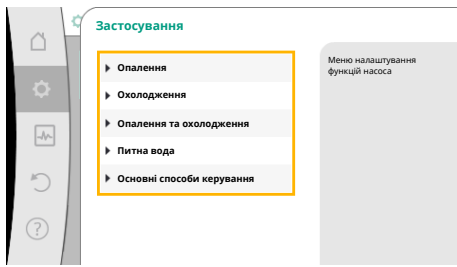 Застосування
Опалення
Охолодження
Опалення та охолодження
Питна вода
Основні способи керування
Меню налаштування
функцій насоса
?